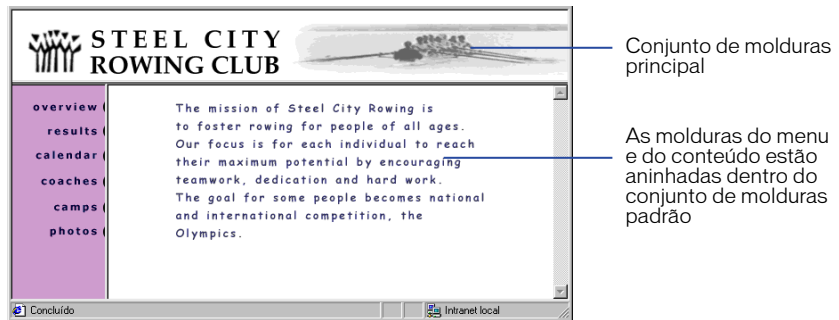 STEEL CITY
ROWING CLUB
overview
results
calendar
coaches
camps
photos
The mission of Steel City Rowing is
to foster rowing for people of all ages.
Our focus is for each individual to reach
their maximum potential by encouraging
teamwork, dedication and hard work.
The goal for some people becomes national
and international competition, the
Olympics.
Concluído
Intranet local
Conjunto de molduras
principal
As molduras do menu
e do conteúdo estão
aninhadas dentro do
conjunto de molduras
padrão